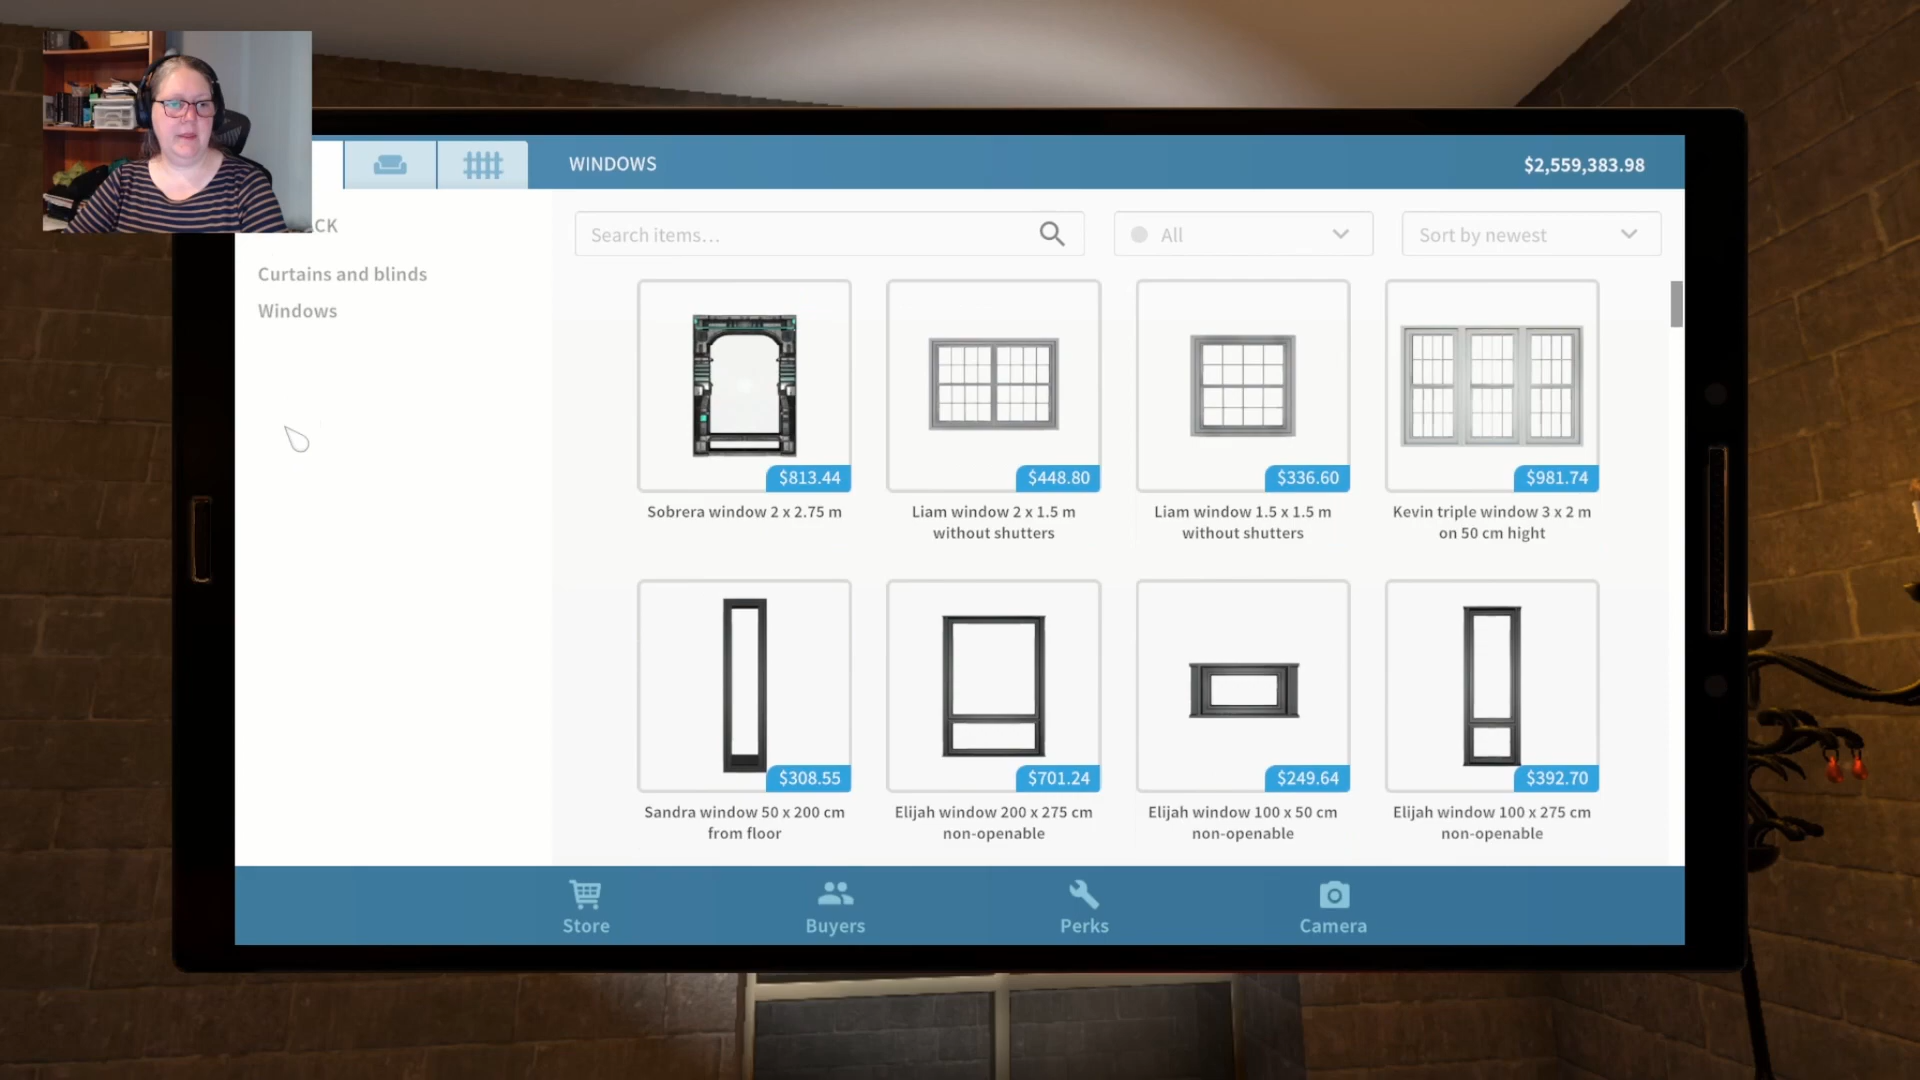 WINDOWS
$2,559,383.98
CK
Search items...
All
Sort by newest
Curtains and blinds
Windows
$813.44
$448.80
$336.60
$981.74
Sobrera window 2 x 2.75 m
Liam window 2 x 1.5 m
without shutters
Liam window 1.5 x 1.5 m
without shutters
Kevin triple window 3 x 2 m
on 50 cm hight
$308.55
$701.24
$249.64
$392.70
Sandra window 50 x 200 cm
from floor
Elijah window 200 x 275 cm
non-openable
Elijah window 100 x 50 cm
non-openable
Elijah window 100 x 275 cm
non-openable
Store
Buyers
Perks
Camera